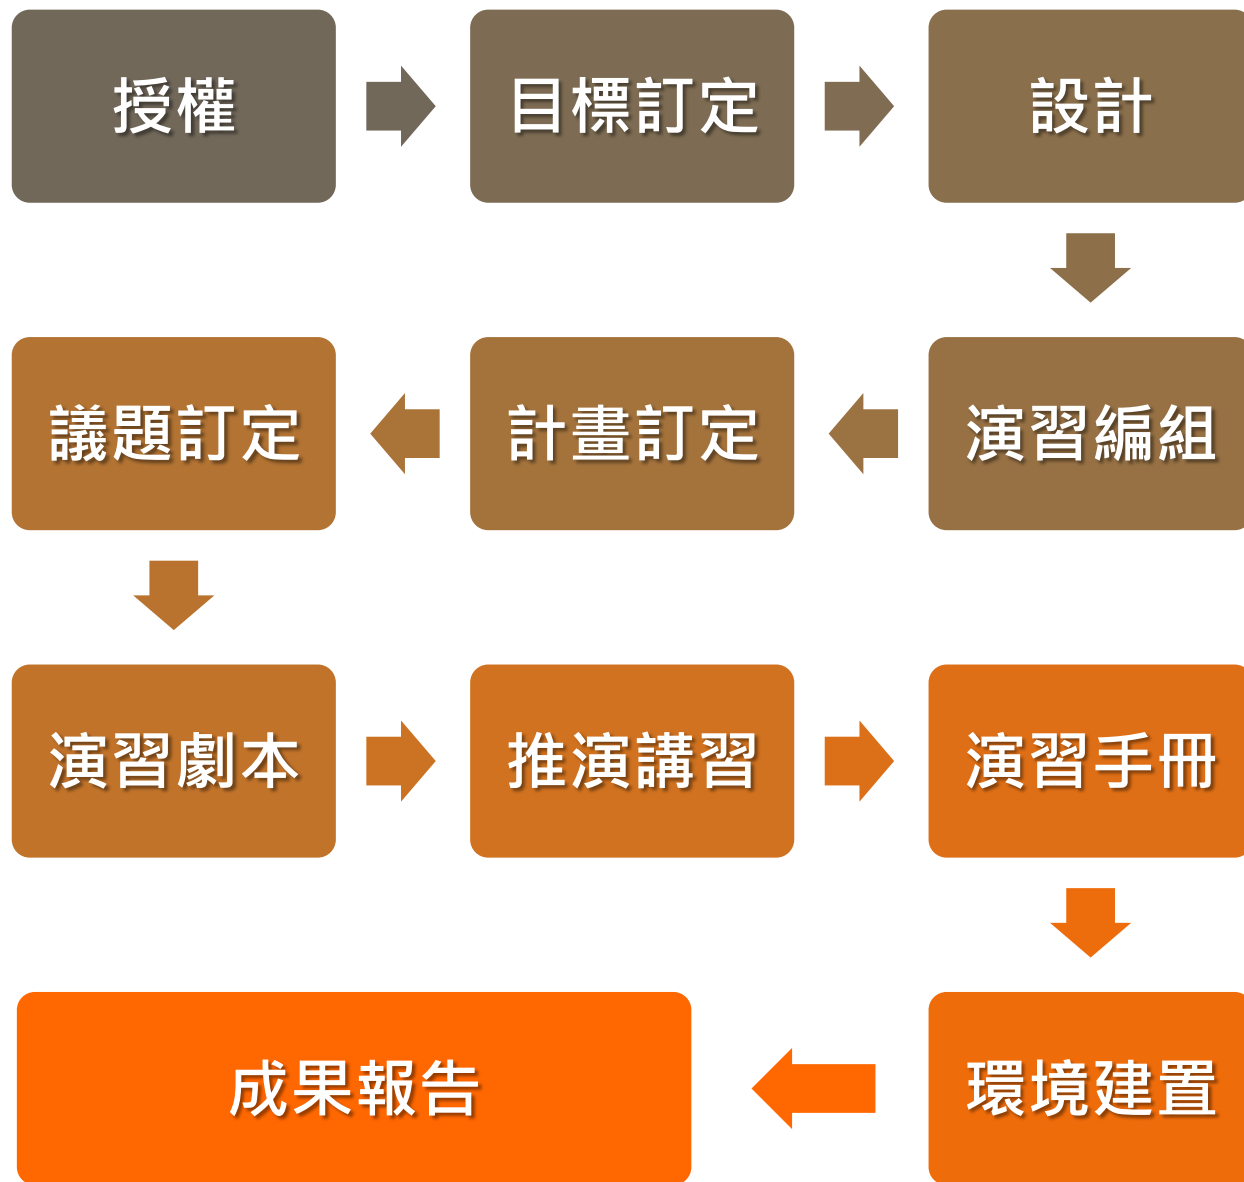 授權
目標訂定
設計
演習編組
計畫訂定
議題訂定
演習劇本
推演講習
演習手冊
環境建置
成果報告